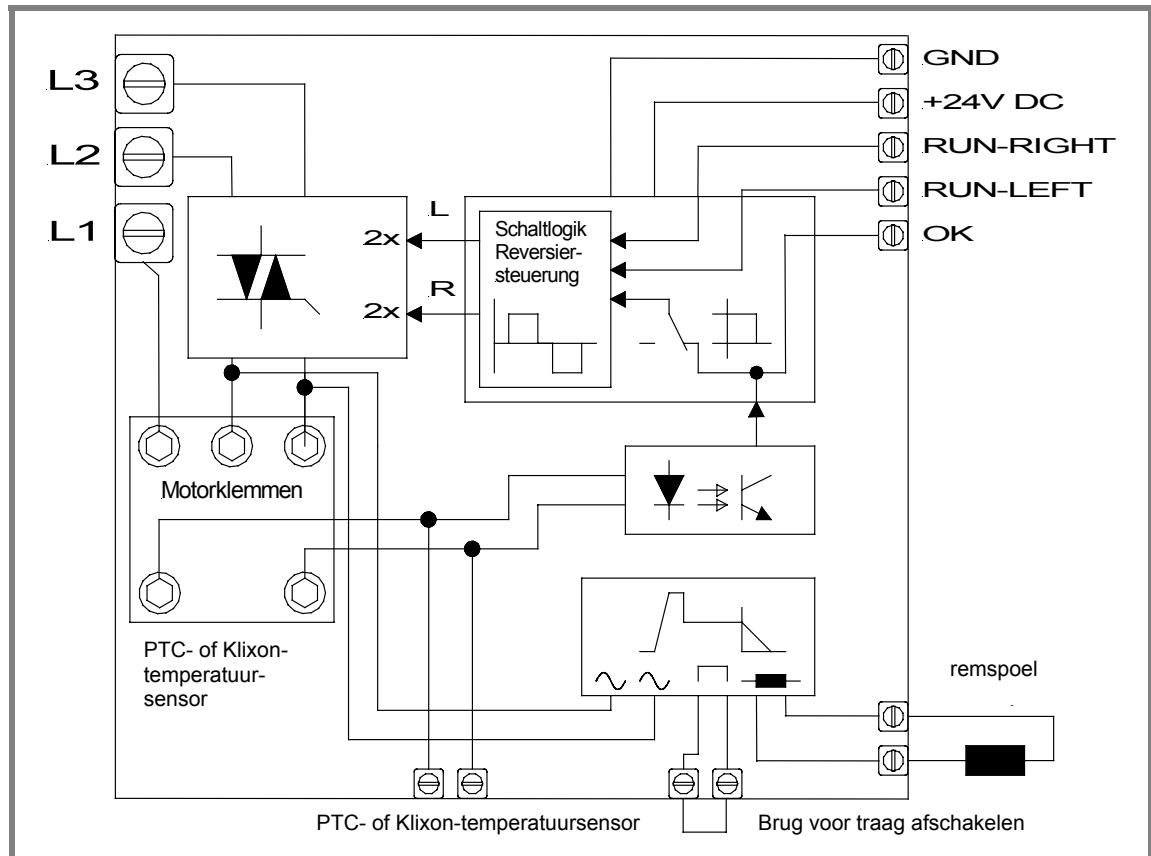 L3
L2
L1
GND
+24V DC
RUN-RIGHT
RUN-LEFT
OK
L
2x
R
2x
Schaltlogik
Reversier-
steuerung
Motorklemmen
PTC- of Klixon-
temperatuur-
sensor
remspoel
PTC- of Klixon-temperatuursensor
Brug voor traag afschakelen